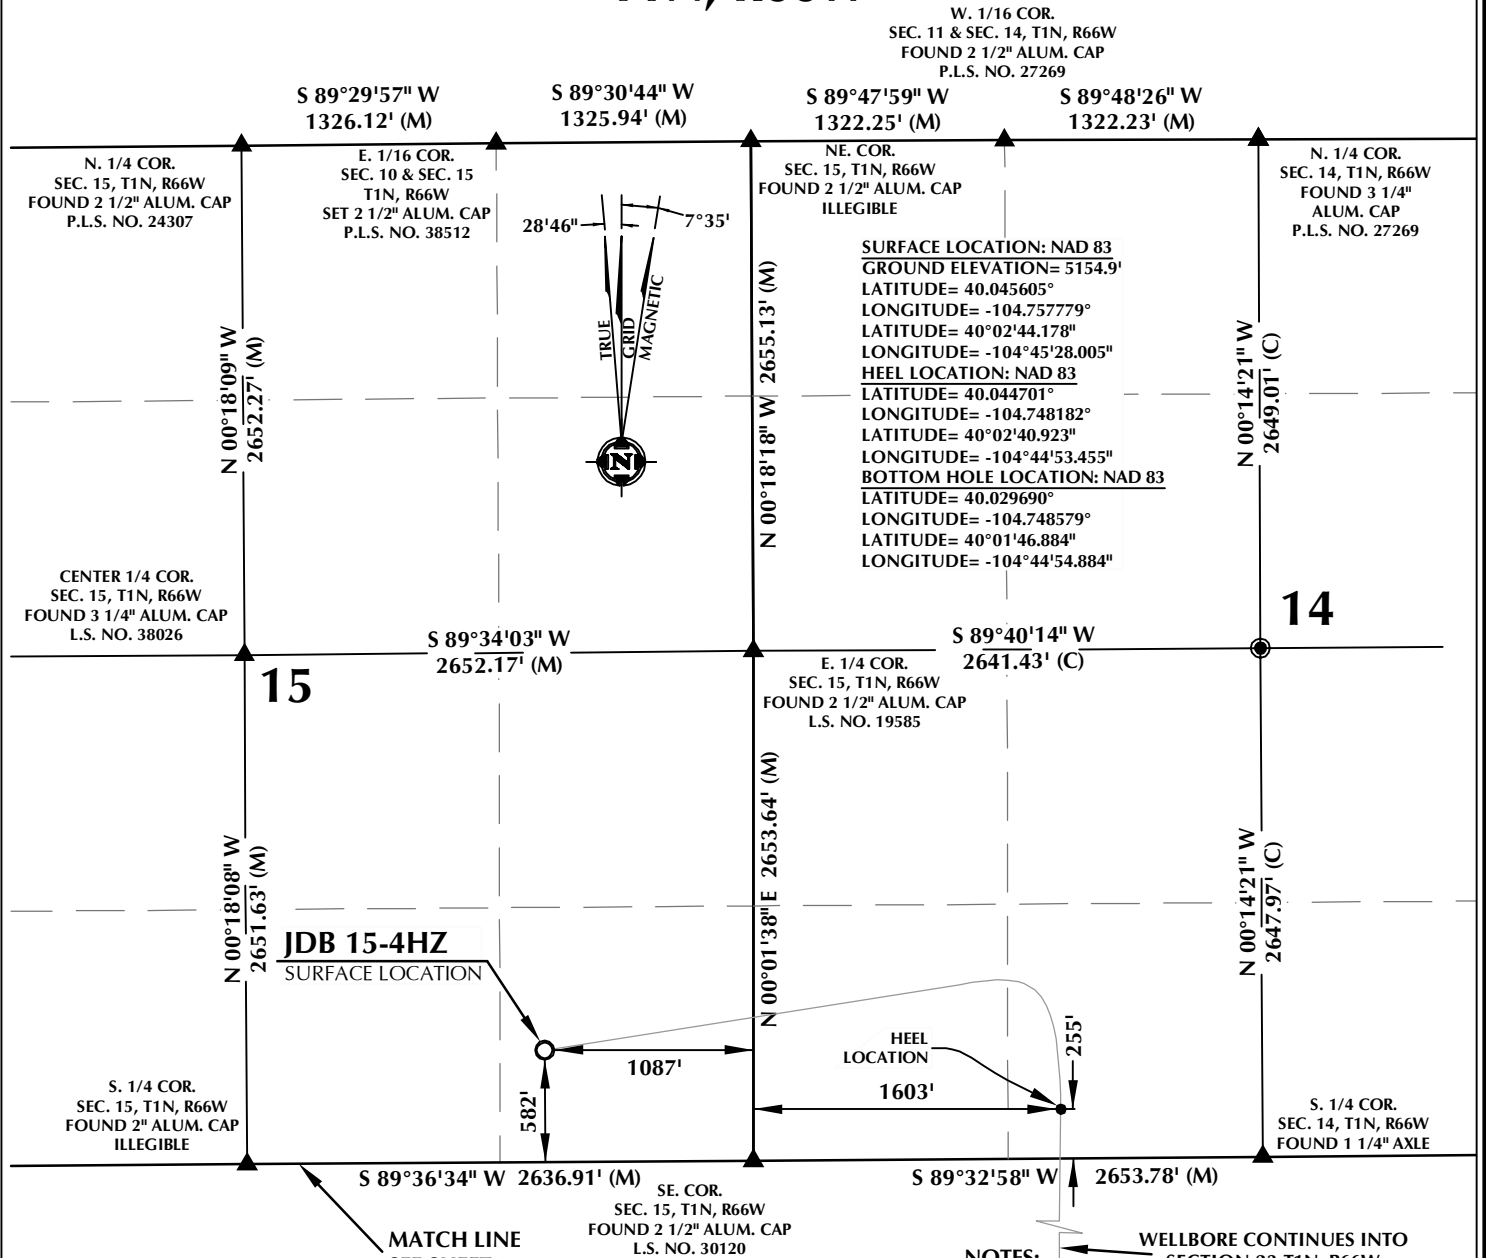 W. 1/16 COR.
SEC. 11 & SEC. 14, T1N, R66W
FOUND 2 1/2" ALUM. CAP
P.L.S. NO. 27269
S 89°29'57" W
1326.12' (M)
S 89°30'44" W
1325.94' (M)
S 89°47'59" W
1322.25' (M)
S 89°48'26" W
1322.23' (M)
N. 1/4 COR.
SEC. 15, T1N, R66W
FOUND 2 1/2" ALUM. CAP
P.L.S. NO. 24307
E. 1/16 COR.
SEC. 10 & SEC. 15
T1N, R66W
SET 2 1/2" ALUM. CAP
P.L.S. NO. 38512
NE. COR.
SEC. 15, T1N, R66W
FOUND 2 1/2" ALUM. CAP
ILLEGIBLE
N. 1/4 COR.
SEC. 14, T1N, R66W
FOUND 3 1/4"
ALUM. CAP
P.L.S. NO. 27269
28'46"
7°35'
TRUE
GRID
MAGNETIC
N
SURFACE LOCATION: NAD 83
GROUND ELEVATION= 5154.9'
LATITUDE= 40.045605°
LONGITUDE= -104.757779°
LATITUDE= 40°02'44.178"
LONGITUDE= -104°45'28.005"
HEEL LOCATION: NAD 83
LATITUDE= 40.044701°
LONGITUDE= -104.748182°
LATITUDE= 40°02'40.923"
LONGITUDE= -104°44'53.455"
BOTTOM HOLE LOCATION: NAD 83
LATITUDE= 40.029690°
LONGITUDE= -104.748579°
LATITUDE= 40°01'46.884"
LONGITUDE= -104°44'54.884"
N 00°18'09" W
2652.27' (M)
N 00°18'18" W 2655.13' (M)
N 00°14'21" W
2649.01' (C)
CENTER 1/4 COR.
SEC. 15, T1N, R66W
FOUND 3 1/4" ALUM. CAP
L.S. NO. 38026
15
S 89°34'03" W
2652.17' (M)
E. 1/4 COR.
SEC. 15, T1N, R66W
FOUND 2 1/2" ALUM. CAP
L.S. NO. 19585
S 89°40'14" W
2641.43' (C)
14
N 00°18'08" W
2651.63' (M)
N 00°01'38" E 2653.64' (M)
N 00°14'21" W
2647.97' (C)
JDB 15-4HZ
SURFACE LOCATION
1087'
582'
HEEL
LOCATION
255'
1603'
S. 1/4 COR.
SEC. 15, T1N, R66W
FOUND 2" ALUM. CAP
ILLEGIBLE
S. 1/4 COR.
SEC. 14, T1N, R66W
FOUND 1 1/4" AXLE
S 89°36'34" W 2636.91' (M)
S 89°32'58" W 2653.78' (M)
SE. COR.
SEC. 15, T1N, R66W
FOUND 2 1/2" ALUM. CAP
L.S. NO. 30120
MATCH LINE
NOTES:
WELLBORE CONTINUES INTO